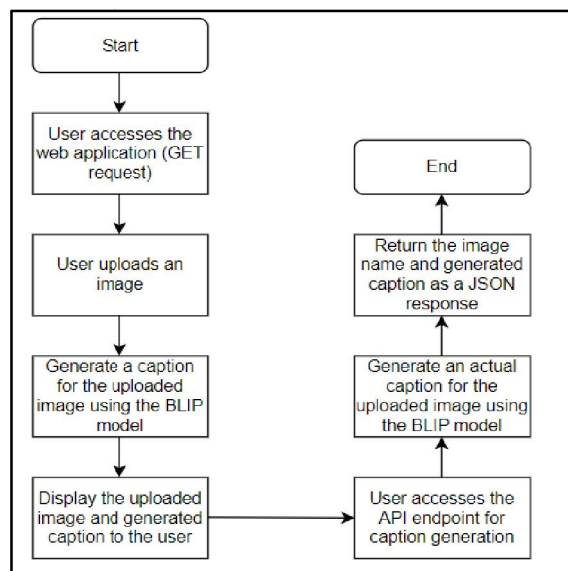 Start
User accesses the
web application (GET
request)
User uploads an
image
Generate a caption
for the uploaded
image using the BLIP
model
Display the uploaded
image and generated
caption to the user
User accesses the
API endpoint for
caption generation
Generate an actual
caption for the
uploaded image using
the BLIP model
Return the image
name and generated
caption as a JSON
response
End